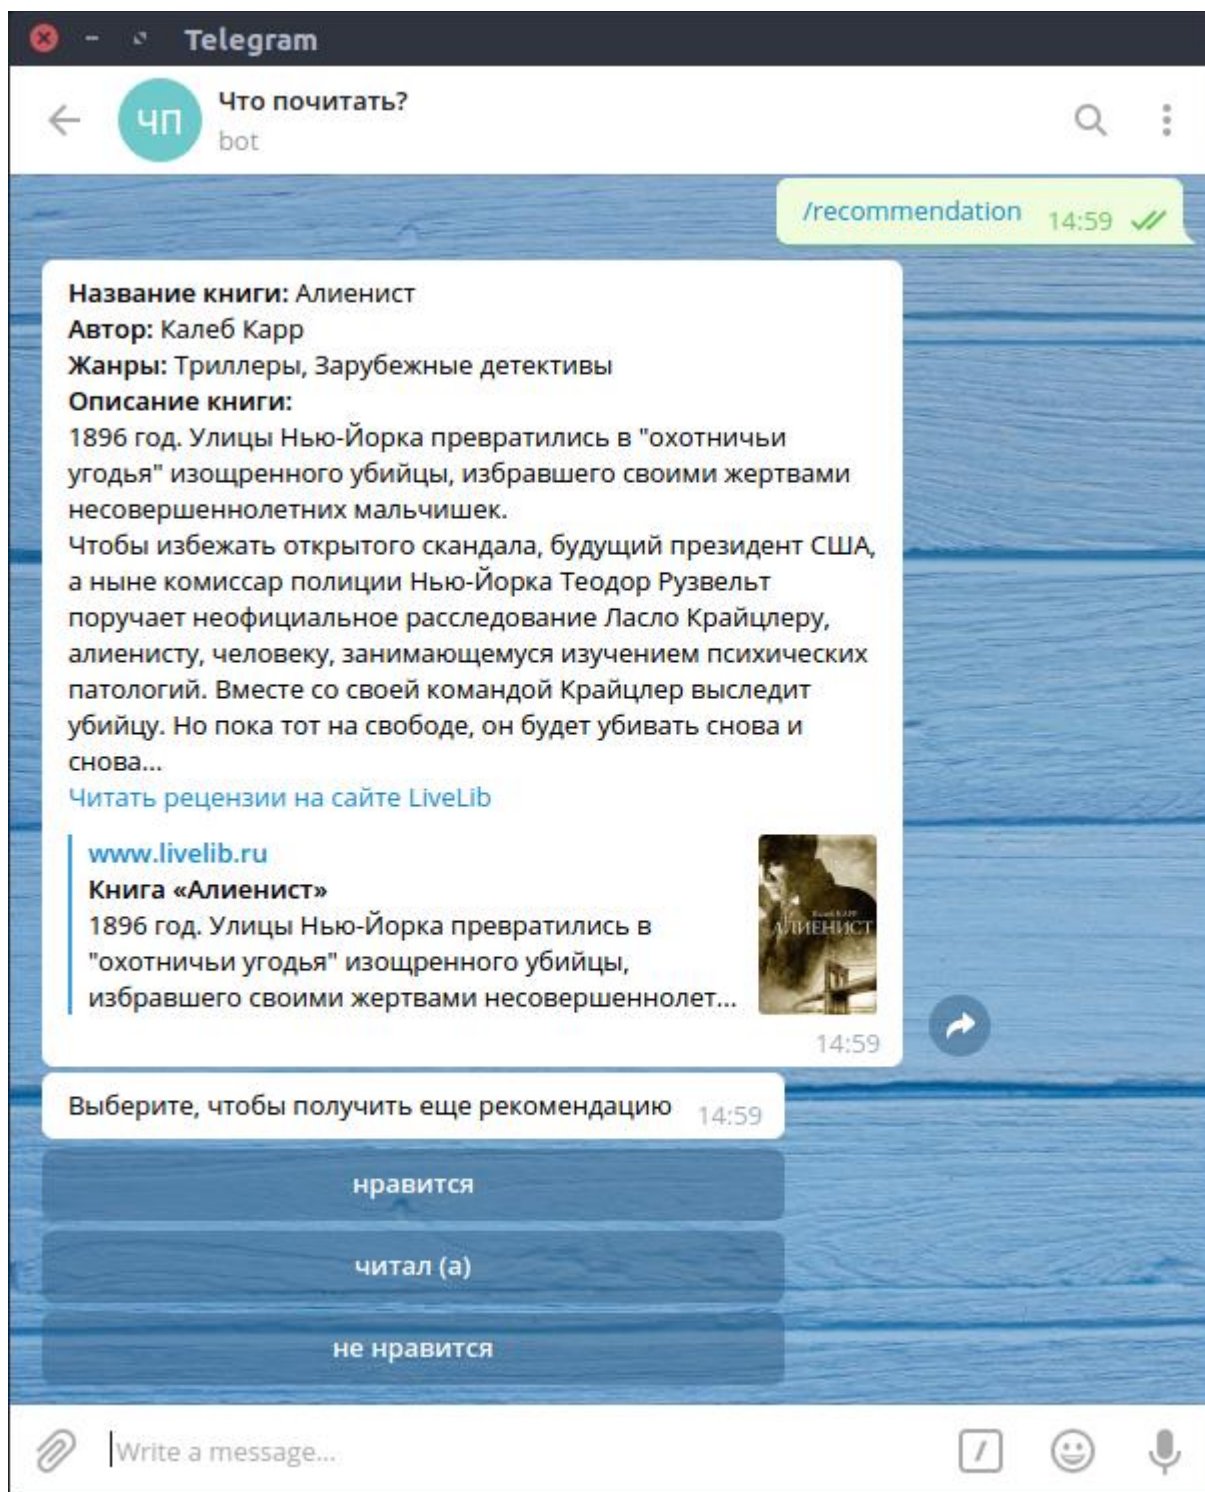 Telegram
ЧП
Что почитать?
bot
/recommendation 14:59
Название книги: Алиенист
Автор: Калеб Карр
Жанры: Триллеры, Зарубежные детективы
Описание книги:
1896 год. Улицы Нью-Йорка превратились в "охотничьи
угодья" изощренного убийцы, избравшего своими жертвами
несовершеннолетних мальчишек.
Чтобы избежать открытого скандала, будущий президент США,
а ныне комиссар полиции Нью-Йорка Теодор Рузвельт
поручает неофициальное расследование Ласло Крайцлеру,
алиенисту, человеку, занимающемуся изучением психических
патологий. Вместе со своей командой Крайцлер выследит
убийцу. Но пока тот на свободе, он будет убивать снова и
снова...
Читать рецензии на сайте LiveLib
www.livelib.ru
Книга «Алиенист»
1896 год. Улицы Нью-Йорка превратились в
"охотничьи угодья" изощренного убийцы,
избравшего своими жертвами несовершеннолет...
КАЛЕБ КАРР
АЛИЕНИСТ
14:59
Выберите, чтобы получить еще рекомендацию 14:59
нравится
читал (а)
не нравится
Write a message...